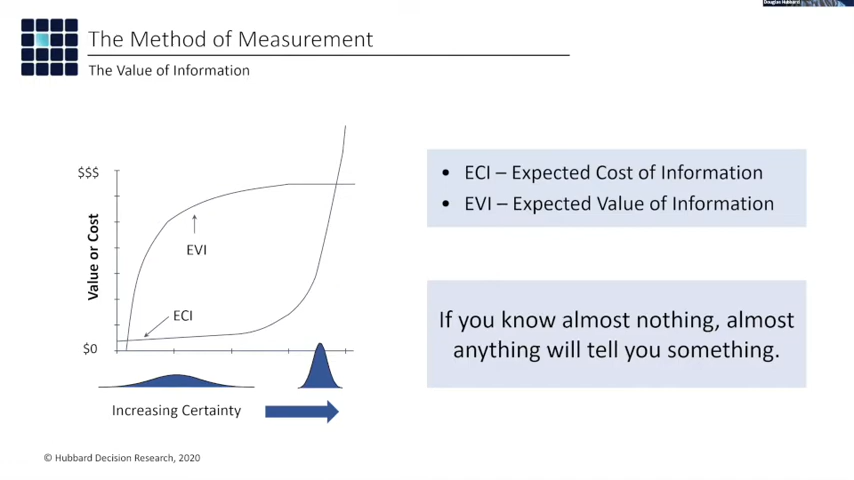 Douglas Hubbard
The Method of Measurement
The Value of Information
$$$
Value or Cost
EVI
ECI
$0
Increasing Certainty
• ECI – Expected Cost of Information
• EVI – Expected Value of Information
If you know almost nothing, almost
anything will tell you something.
© Hubbard Decision Research, 2020